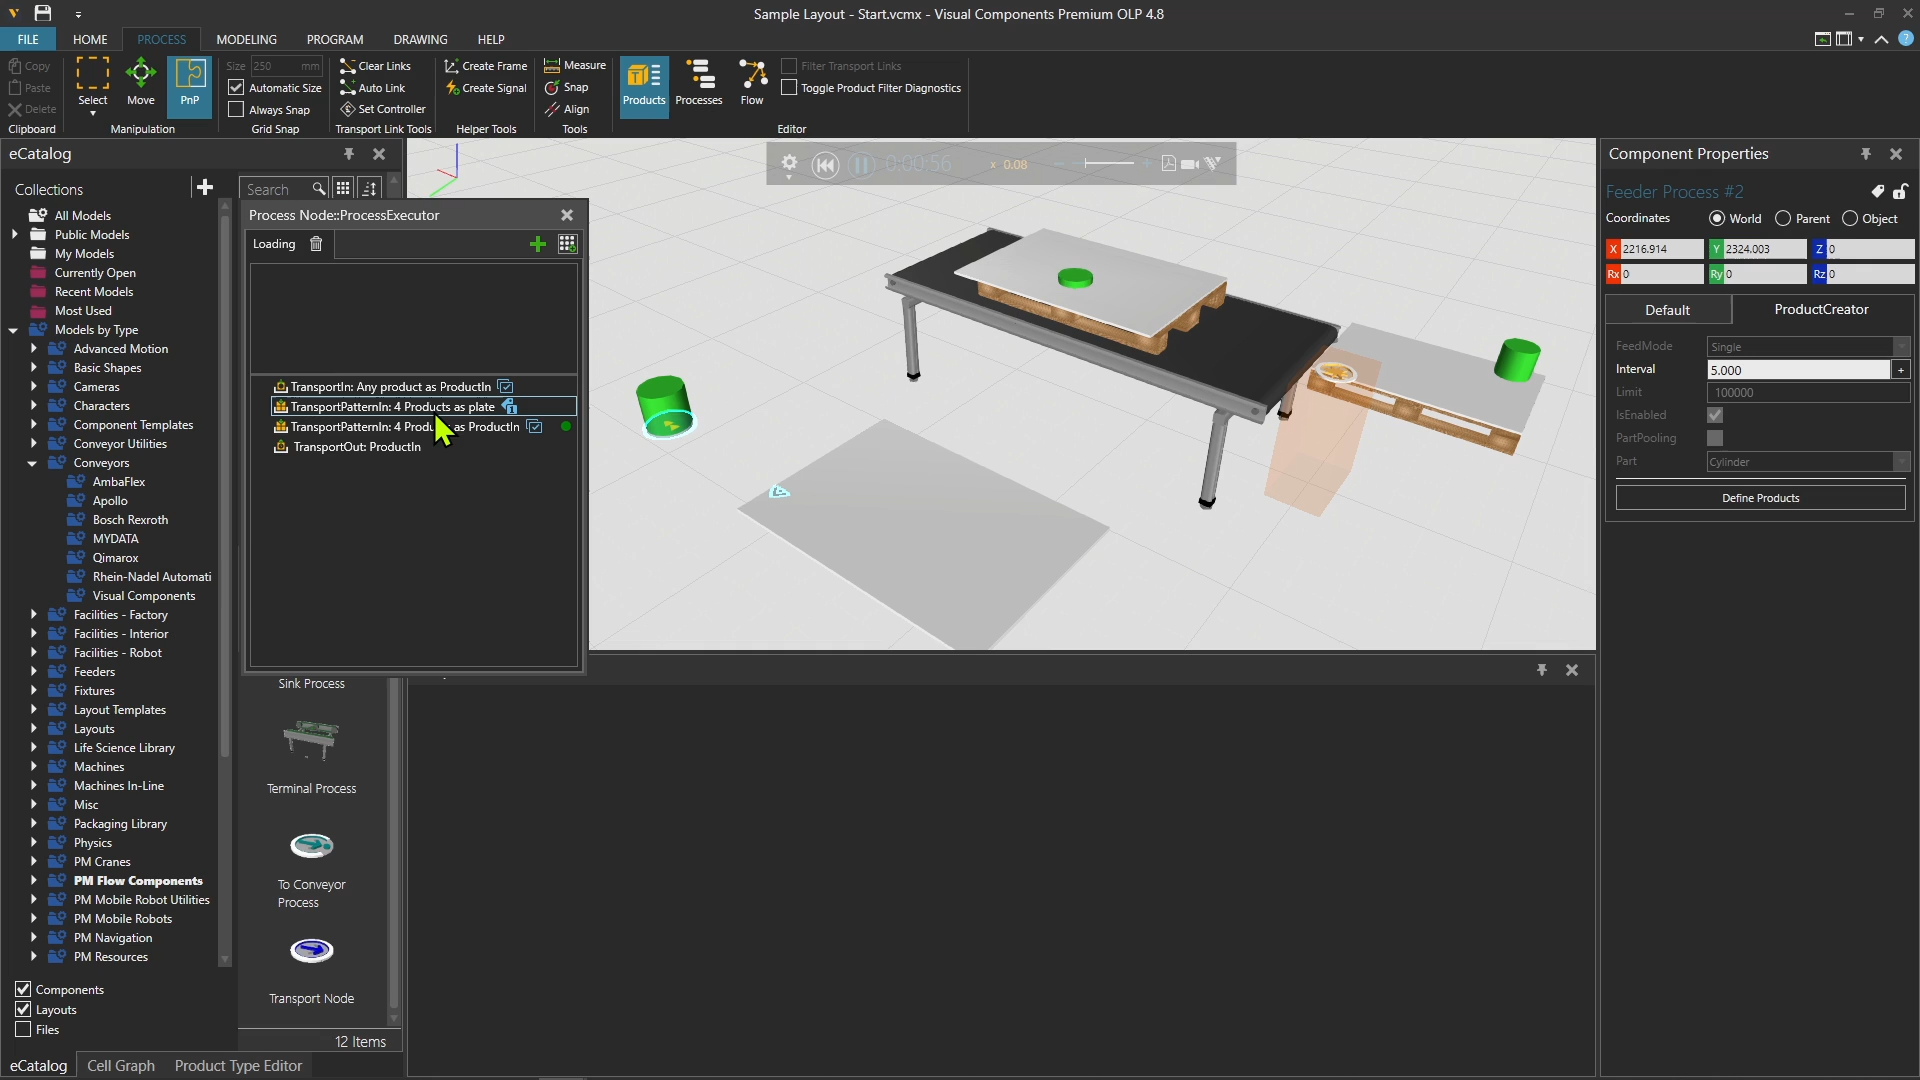 Sample Layout - Start.vcmx - Visual Components Premium OLP 4.8
FILE HOME PROCESS MODELING PROGRAM DRAWING HELP
Copy
Paste
Delete
Clipboard
Select
Move
PnP
Manipulation
Size 250 mm
Automatic Size
Always Snap
Grid Snap
Clear Links
Auto Link
Set Controller
Transport Link Tools
Create Frame
Create Signal
Helper Tools
Measure
Snap
Align
Tools
Products
Processes
Flow
Filter Transport Links
Toggle Product Filter Diagnostics
Editor
eCatalog
Collections
Search
All Models
Public Models
My Models
Currently Open
Recent Models
Most Used
Models by Type
Advanced Motion
Basic Shapes
Cameras
Characters
Component Templates
Conveyor Utilities
Conveyors
AmbaFlex
Apollo
Bosch Rexroth
MYDATA
Qimarox
Rhein-Nadel Automati
Visual Components
Facilities - Factory
Facilities - Interior
Facilities - Robot
Feeders
Fixtures
Layout Templates
Layouts
Life Science Library
Machines
Machines In-Line
Misc
Packaging Library
Physics
PM Cranes
PM Flow Components
PM Mobile Robot Utilities
PM Mobile Robots
PM Navigation
PM Resources
Components
Layouts
Files
eCatalog Cell Graph Product Type Editor
Process Node::ProcessExecutor
Loading
TransportIn: Any product as ProductIn
TransportPatternIn: 4 Products as plate
TransportPatternIn: 4 as ProductIn
TransportOut: ProductIn
Sink Process
Terminal Process
To Conveyor
Process
Transport Node
12 Items
0:00:56
x 0.08
Component Properties
Feeder Process #2
Coordinates World Parent Object
X 2216.914 Y 2324.003 Z 0
Rx 0 Ry 0 Rz 0
Default ProductCreator
FeedMode Single
Interval 5.000 +
Limit 100000
IsEnabled
PartPooling
Part Cylinder
Define Products